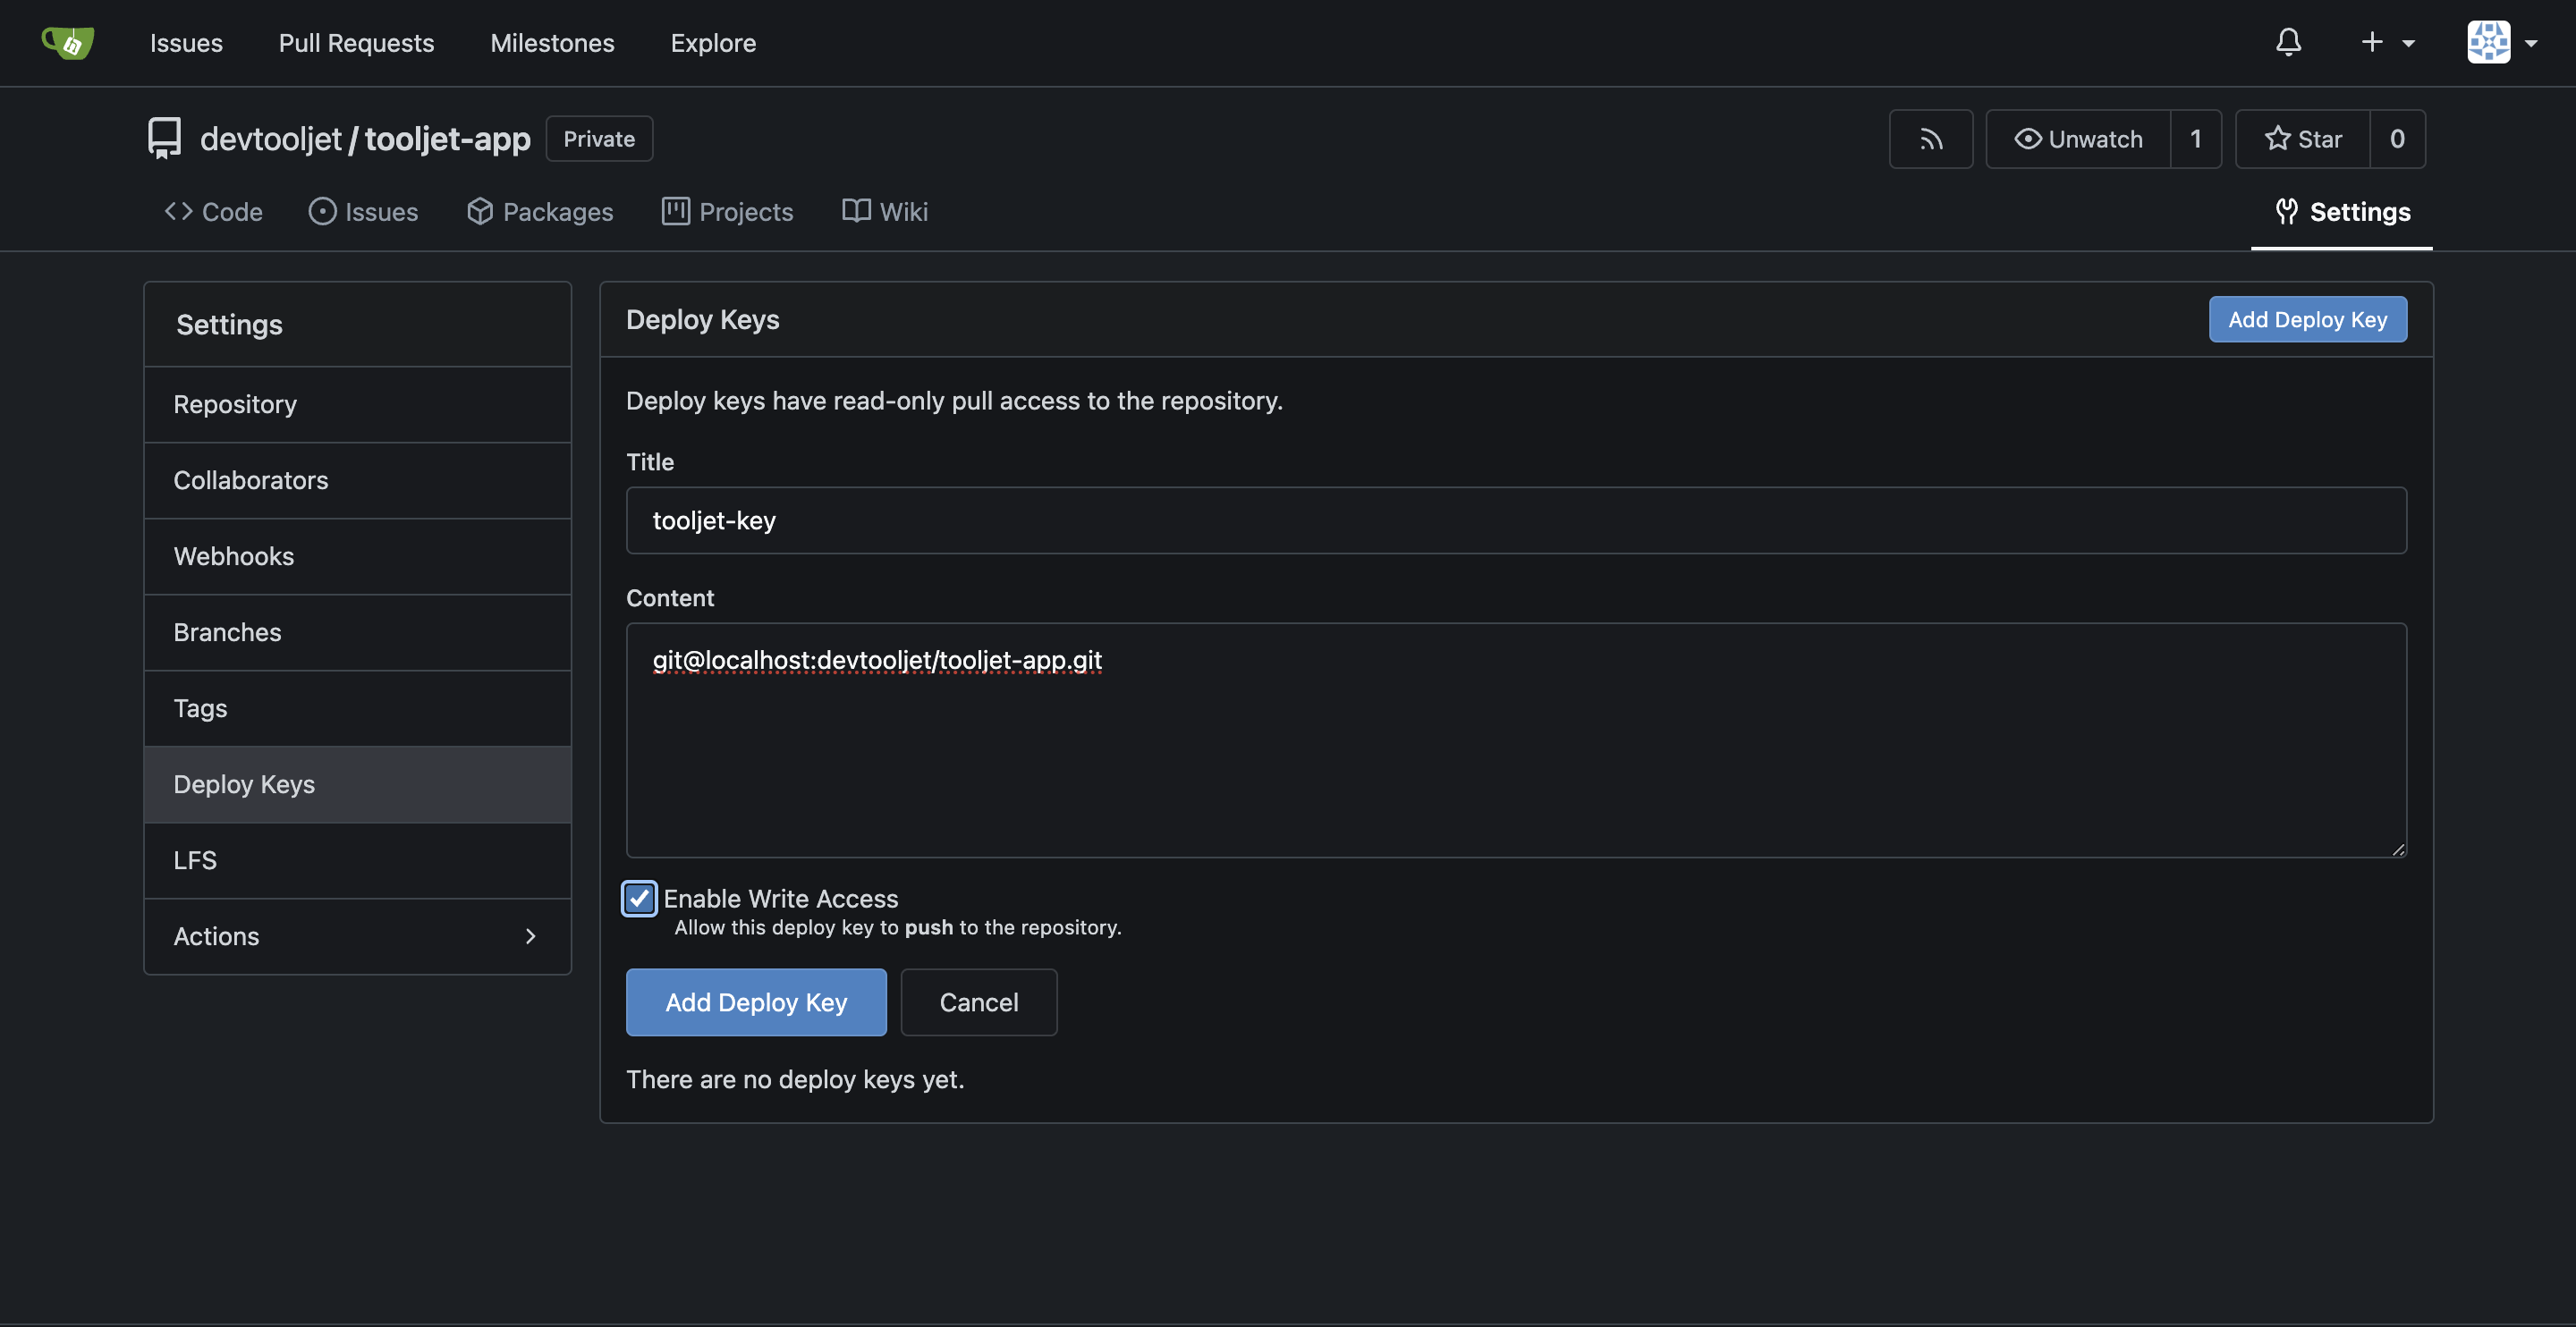 Issues Pull Requests Milestones Explore
devtooljet/tooljet-app Private
Unwatch 1 Star 0
Code Issues Packages Projects Wiki Settings
Settings
Repository
Collaborators
Webhooks
Branches
Tags
Deploy Keys
LFS
Actions
Deploy Keys Add Deploy Key
Deploy keys have read-only pull access to the repository.
Title
tooljet-key
Content
git@localhost:devtooljet/tooljet-app.git
Enable Write Access
Allow this deploy key to push to the repository.
Add Deploy Key Cancel
There are no deploy keys yet.